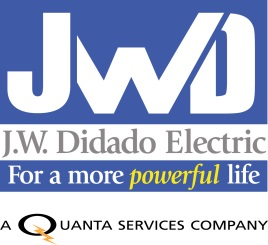 JWD
J.W. Didado Electric
For a more powerful life
A QUANTA SERVICES COMPANY